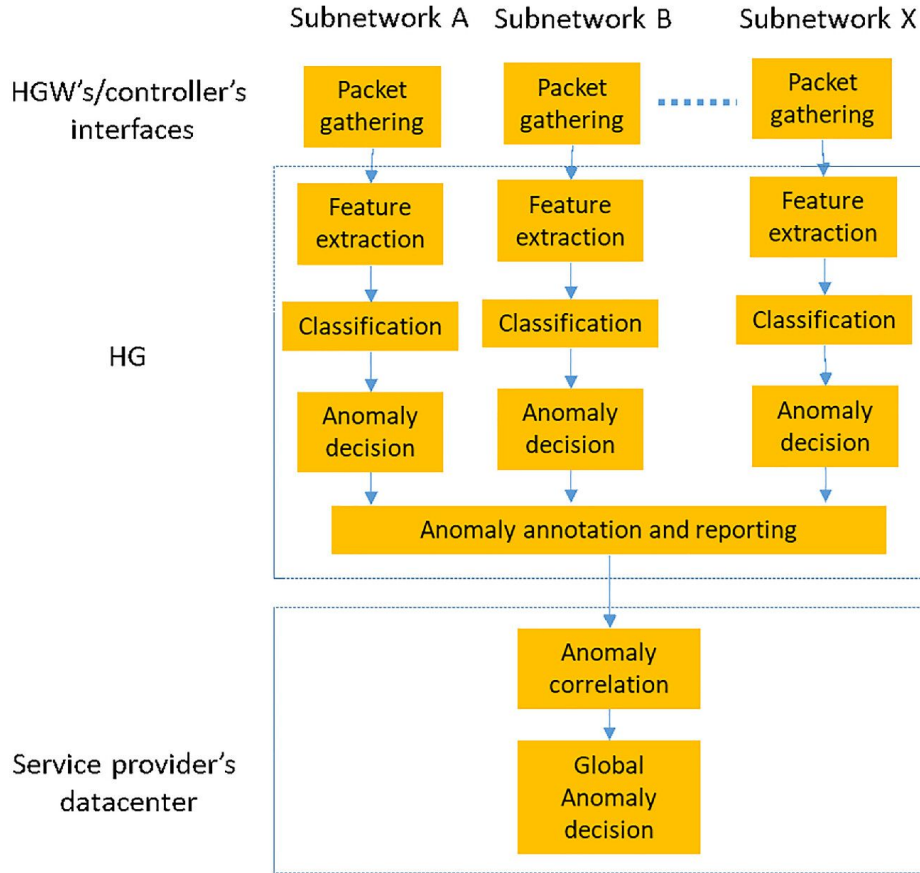 Subnetwork A
Subnetwork B
Subnetwork X
HGW's/controller's
interfaces
Packet
gathering
Packet
gathering
Packet
gathering
HG
Feature
extraction
Feature
extraction
Feature
extraction
Classification
Classification
Classification
Anomaly
decision
Anomaly
decision
Anomaly
decision
Anomaly annotation and reporting
Service provider's
datacenter
Anomaly
correlation
Global
Anomaly
decision